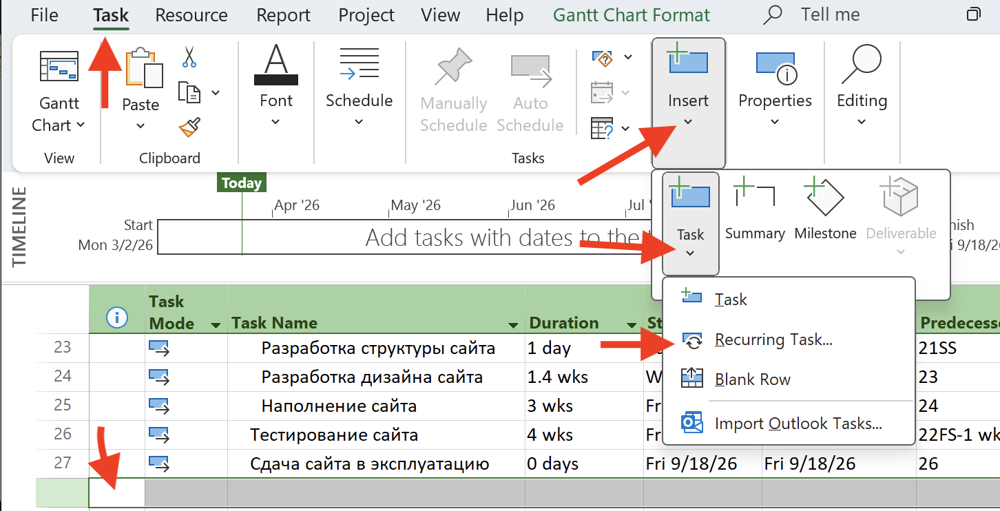 File Task Resource Report Project View Help Gantt Chart Format Tell me
Gantt Chart
View
Paste
Clipboard
Font
Schedule
Manually Schedule
Auto Schedule
Tasks
Insert
Properties
Editing
TIMELINE
Today
Apr '26 May '26 Jun '26 Jul '
Start
Mon 3/2/26
Add tasks with dates to the
9/18/2
Task
Summary
Milestone
Deliverable
Task
Recurring Task...
Blank Row
Import Outlook Tasks...
Task Mode Task Name Duration St Predecess
23 Разработка структуры сайта 1 day 21SS
24 Разработка дизайна сайта 1.4 wks W 23
25 Наполнение сайта 3 wks Fr 24
26 Тестирование сайта 4 wks Fr 22FS-1 wk
27 Сдача сайта в эксплуатацию 0 days Fri 9/18/26 Fri 9/18/26 26